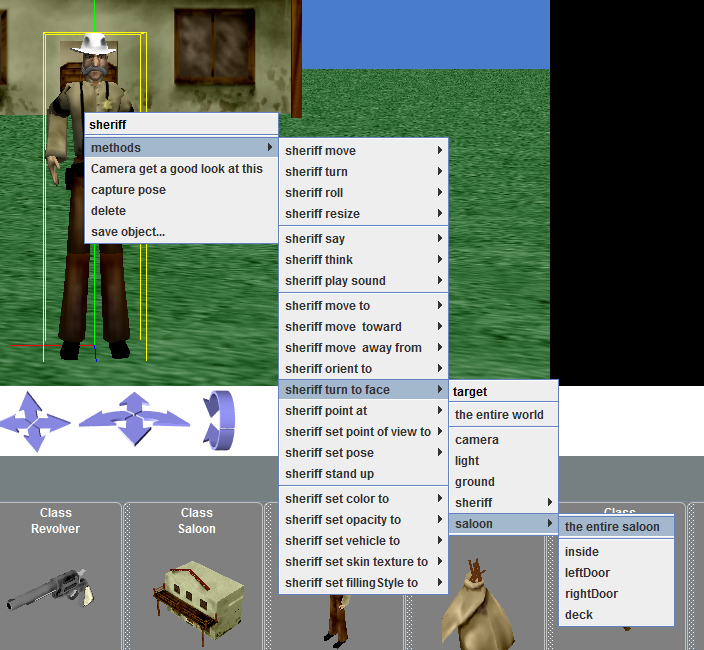 sheriff
methods
Camera get a good look at this
capture pose
delete
save object...
sheriff move
sheriff turn
sheriff roll
sheriff resize
sheriff say
sheriff think
sheriff play sound
sheriff move to
sheriff move toward
sheriff move away from
sheriff orient to
sheriff turn to face
sheriff point at
sheriff set point of view to
sheriff set pose
sheriff stand up
sheriff set color to
sheriff set opacity to
sheriff set vehicle to
sheriff set skin texture to
sheriff set fillingStyle to
target
the entire world
camera
light
ground
sheriff
saloon
the entire saloon
inside
leftDoor
rightDoor
deck
Class
Revolver
Class
Saloon
Class